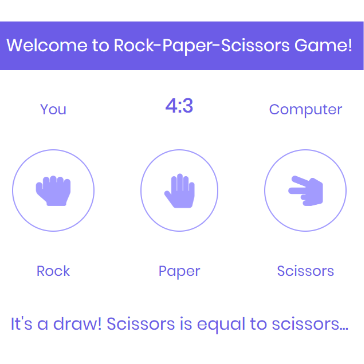 Welcome to Rock-Paper-Scissors Game!
You 4:3 Computer
Rock Paper Scissors
It's a draw! Scissors is equal to scissors...